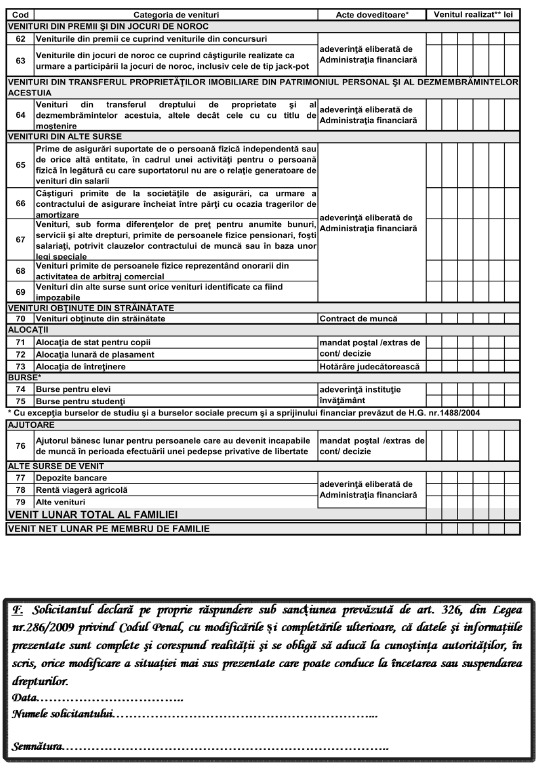 Cod Categoria de venituri Acte doveditoare* Venitul realizat** lei
VENITURI DIN PREMII ŞI DIN JOCURI DE NOROC
62 Veniturile din premii ce cuprind veniturile din concursuri
63 Veniturile din jocuri de noroc ce cuprind câştigurile realizate ca
urmare a participării la jocuri de noroc, inclusiv cele de tip jack-pot
adeverinţă eliberată de
Administraţia financiară
VENITURI DIN TRANSFERUL PROPRIETĂŢILOR IMOBILIARE DIN PATRIMONIUL PERSONAL ŞI AL DEZMEMBRĂMINTELOR
ACESTUIA
64 Venituri din transferul dreptului de proprietate şi al
dezmembrămintelor acestuia, altele decât cele cu cu titlu de
moştenire
adeverinţă eliberată de
Administraţia financiară
VENITURI DIN ALTE SURSE
65 Prime de asigurări suportate de o persoană fizică independentă sau
de orice altă entitate, în cadrul unei activităţi pentru o persoană
fizică în legătură cu care suportatorul nu are o relaţie generatoare de
venituri din salarii
66 Câştiguri primite de la societăţile de asigurări, ca urmare a
contractului de asigurare încheiat între părţi cu ocazia tragerilor de
amortizare
67 Venituri, sub forma diferenţelor de preţ pentru anumite bunuri,
servicii şi alte drepturi, primite de persoanele fizice pensionari, foşti
salariaţi, potrivit clauzelor contractului de muncă sau în baza unor
legi speciale
68 Venituri primite de persoanele fizice reprezentând onorarii din
activitatea de arbitraj comercial
69 Venituri din alte surse sunt orice venituri identificate ca fiind
impozabile
adeverinţă eliberată de
Administraţia financiară
VENITURI OBŢINUTE DIN STRĂINĂTATE
70 Venituri obţinute din străinătate Contract de muncă
ALOCAŢII
71 Alocaţia de stat pentru copii mandat poştal /extras de
72 Alocaţia lunară de plasament cont/ decizie
73 Alocaţia de întreţinere Hotărâre judecătorească
BURSE*
74 Burse pentru elevi adeverinţă instituţie
75 Burse pentru studenţi învăţământ
* Cu excepţia burselor de studiu şi a burselor sociale precum şi a sprijinului financiar prevăzut de H.G. nr.1488/2004
AJUTOARE
76 Ajutorul bănesc lunar pentru persoanele care au devenit incapabile
de muncă în perioada efectuării unei pedepse privative de libertate
mandat poştal /extras de
cont/ decizie
ALTE SURSE DE VENIT
77 Depozite bancare
78 Rentă viageră agricolă
79 Alte venituri
adeverinţă eliberată de
Administraţia financiară
VENIT LUNAR TOTAL AL FAMILIEI
VENIT NET LUNAR PE MEMBRU DE FAMILIE
F. Solicitantul declară pe proprie răspundere sub sancţiunea prevăzută de art. 326, din Legea
nr.286/2009 privind Codul Penal, cu modificările şi completările ulterioare, că datele şi informaţiile
prezentate sunt complete şi corespund realităţii şi se obligă să aducă la cunoştinţa autorităţilor, în
scris, orice modificare a situaţiei mai sus prezentate care poate conduce la încetarea sau suspendarea
drepturilor.
Data……………………………..
Numele solicitantului…………………………………………………...
Semnătura…………………………………………………………..